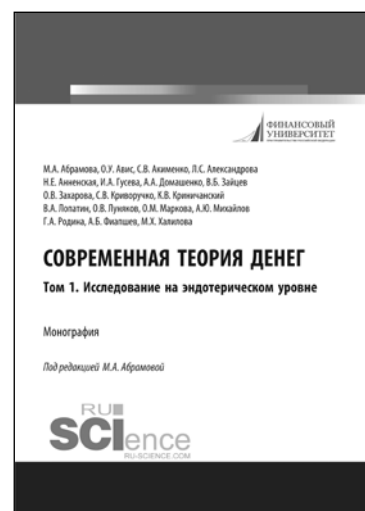 ФИНАНСОВЫЙ
УНИВЕРСИТЕТ
М.А. Абрамова, О.У. Авис, С.В. Акименко, Л.С. Александрова
Н.Е. Анненская, И.А. Гусева, А.А. Домашенко, В.Б. Зайцев
О.В. Захарова, С.В. Криворучко, К.В. Криничанский
В.А. Лопатин, О.В. Луняков, О.М. Маркова, А.Ю. Михайлов
Г.А. Родина, А.Б. Фиапшев, М.Х. Халилова
СОВРЕМЕННАЯ ТЕОРИЯ ДЕНЕГ
Том 1. Исследование на эндотерическом уровне
Монография
Под редакцией М.А. Абрамовой
RU
SCIence
RU-SCIENCE.COM